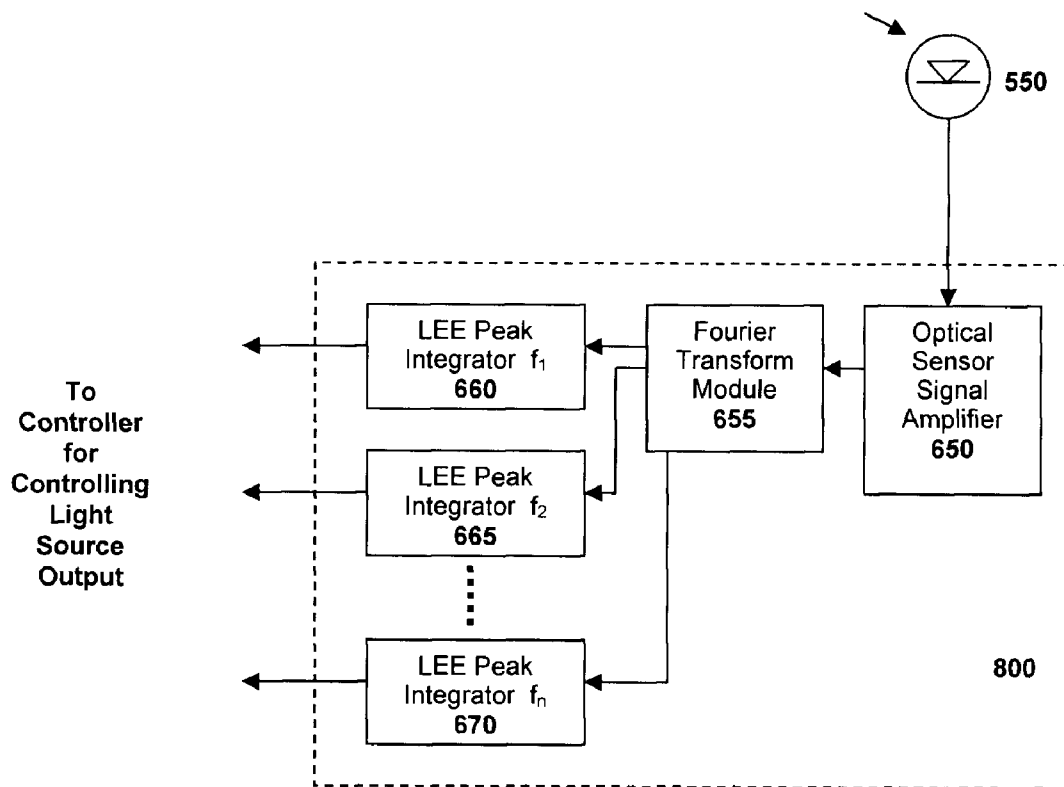 550
LEE Peak
Integrator f₁
660
Fourier
Transform
Module
655
Optical
Sensor
Signal
Amplifier
650
To
Controller
for
Controlling
Light
Source
Output
LEE Peak
Integrator f₂
665
LEE Peak
Integrator fₙ
670
800